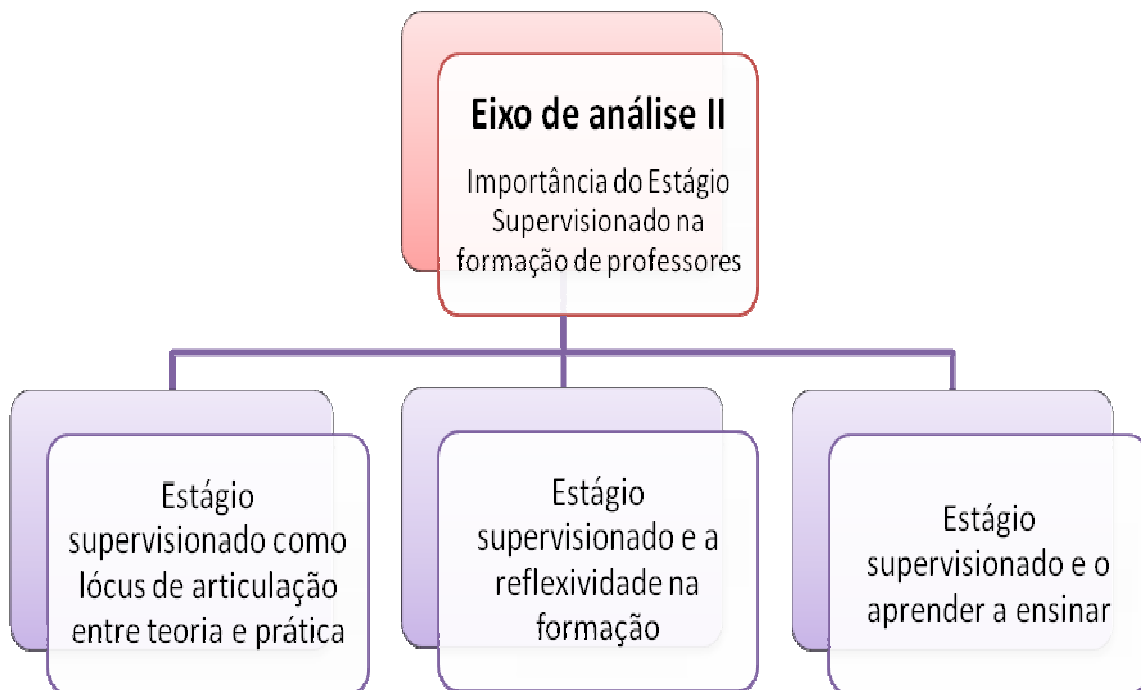 Eixo de análise II
Importância do Estágio
Supervisionado na
formação de professores
Estágio
supervisionado como
lócus de articulação
entre teoria e prática
Estágio
supervisionado e a
reflexividade na
formação
Estágio
supervisionado e o
aprender a ensinar